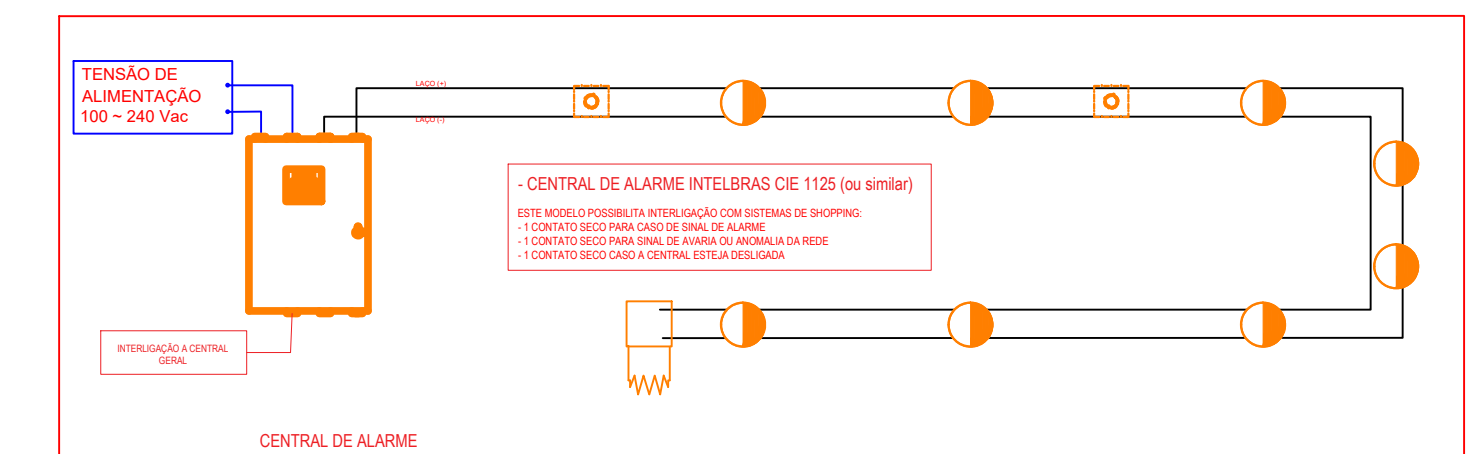 TENSÃO DE
ALIMENTAÇÃO
100 ~ 240 Vac
LAÇO (+)
LAÇO (-)
- CENTRAL DE ALARME INTELBRAS CIE 1125 (ou similar)
ESTE MODELO POSSIBILITA INTERLIGAÇÃO COM SISTEMAS DE SHOPPING:
- 1 CONTATO SECO PARA CASO DE SINAL DE ALARME
- 1 CONTATO SECO PARA SINAL DE AVARIA OU ANOMALIA DA REDE
- 1 CONTATO SECO CASO A CENTRAL ESTEJA DESLIGADA
INTERLIGAÇÃO A CENTRAL
GERAL
CENTRAL DE ALARME